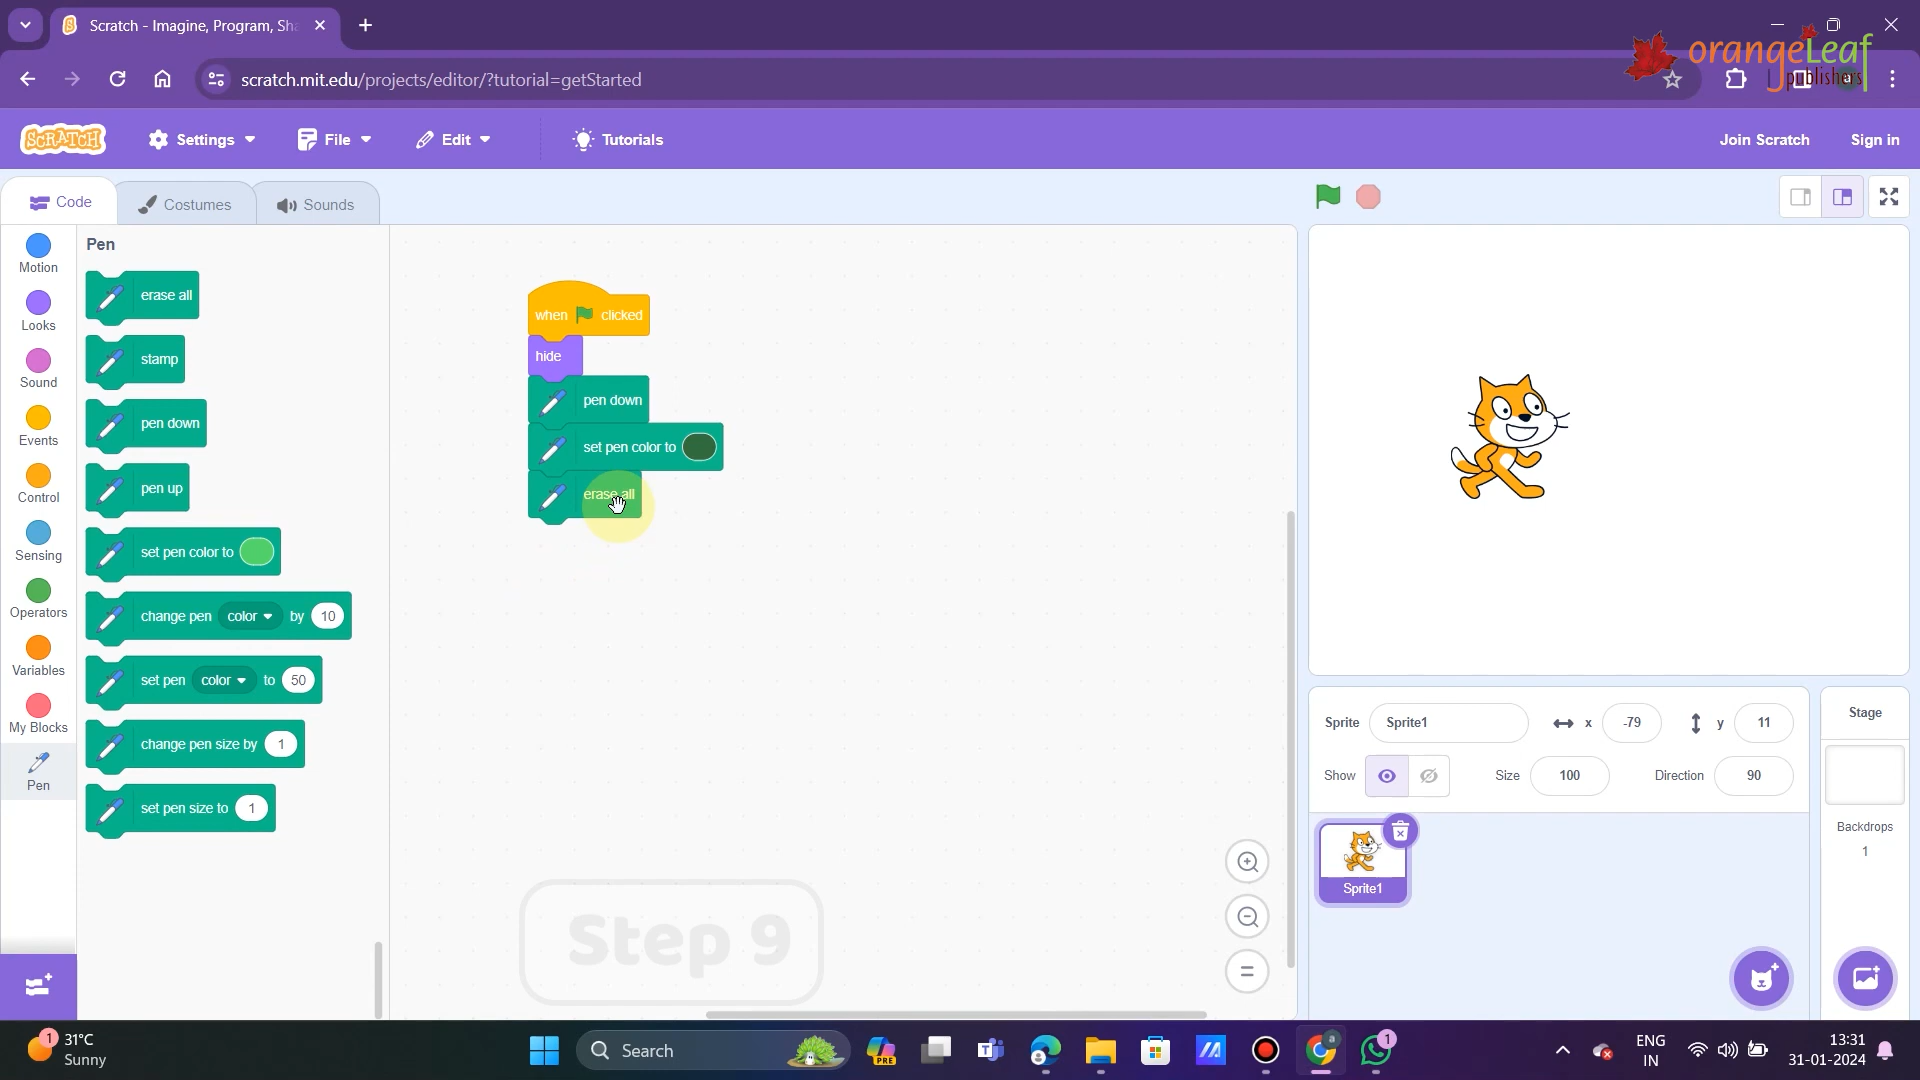 Scratch - Imagine, Program, Sha
orangeLeaf
publishers
scratch.mit.edu/projects/editor/?tutorial=getStarted
SCRATCH
Settings
File
Edit
Tutorials
Join Scratch
Sign in
Code
Costumes
Sounds
Motion
Looks
Sound
Events
Control
Sensing
Operators
Variables
My Blocks
Pen
Pen
erase all
stamp
pen down
pen up
set pen color to
change pen color by 10
set pen color to 50
change pen size by 1
set pen size to 1
when clicked
hide
pen down
set pen color to
erase all
Step 9
Sprite Sprite1 x -79 y 11
Show Size 100 Direction 90
Sprite1
Stage
Backdrops
1
1 31°C
Sunny
Search
PRE
1
ENG
IN
13:31
31-01-2024